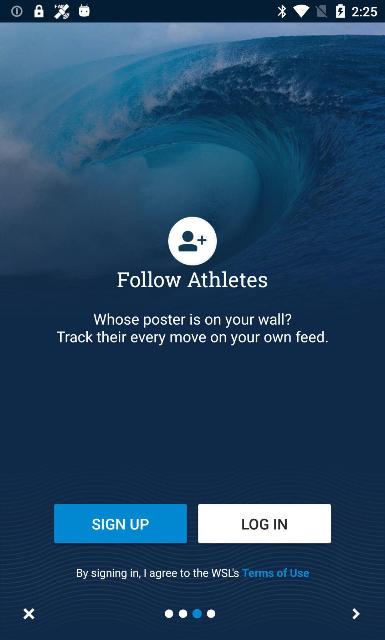 2:25
Follow Athletes
Whose poster is on your wall?
Track their every move on your own feed.
SIGN UP
LOG IN
By signing in, I agree to the WSL's Terms of Use